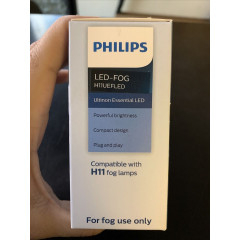 PHILIPS
LED-FOG
H11UEFLED
Ultinon Essential LED
Powerful brightness
Compact design
Plug and play
Compatible with
H11 fog lamps
For fog use only